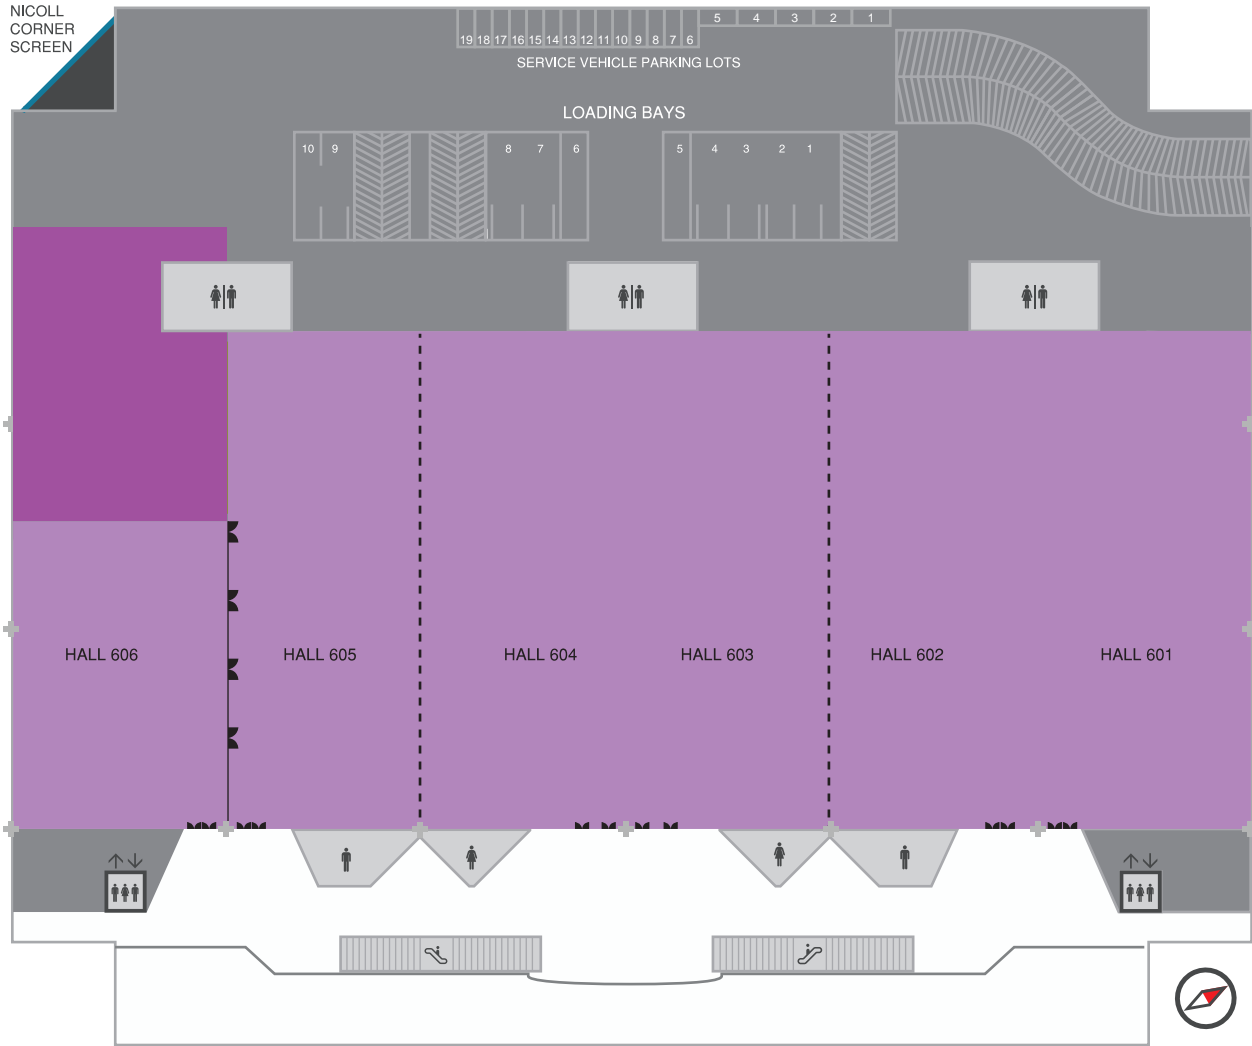 NICOLL
CORNER
SCREEN
5 4 3 2 1
19 18 17 16 15 14 13 12 11 10 9 8 7 6
SERVICE VEHICLE PARKING LOTS
LOADING BAYS
10 9 8 7 6 5 4 3 2 1
HALL 606 HALL 605 HALL 604 HALL 603 HALL 602 HALL 601